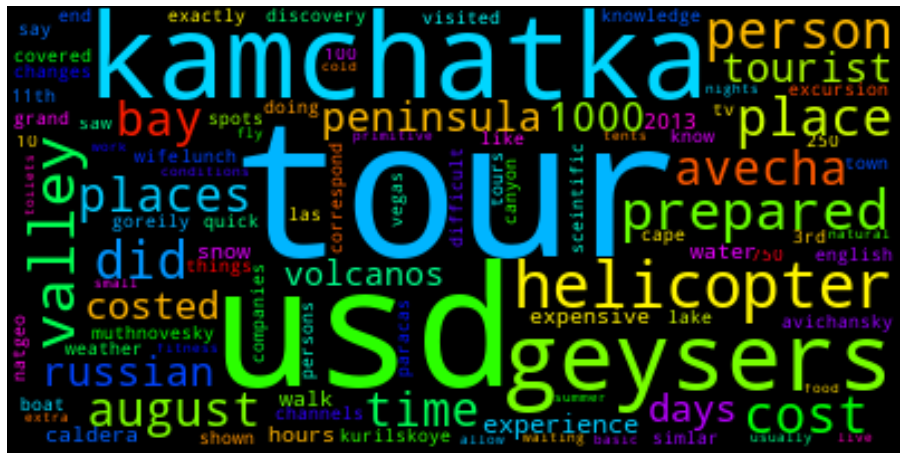 end exactly discovery visited knowledge
say kamchatka person
covered 100 tourist
changes cold nights excursion
11th doing peninsula 1000 2013 tv place
grand saw bay spots fly primitive like know 250
10 work wife lunch tour avecha town
toilets conditions correspond vegas difficult tours canyon sceintific
valley places goreily quick las prepared
did snow cape 3rd natural
things water 750 english
small volcanos helicopter
costed usd expensive lake avichansky
muthnovesky companies persons paracas
natgeo weather fitness geysers
russian walk food
boat august channels time summer days cost
extra experience
caldera shown hours kurilskoye allow waiting basic simlar usually live